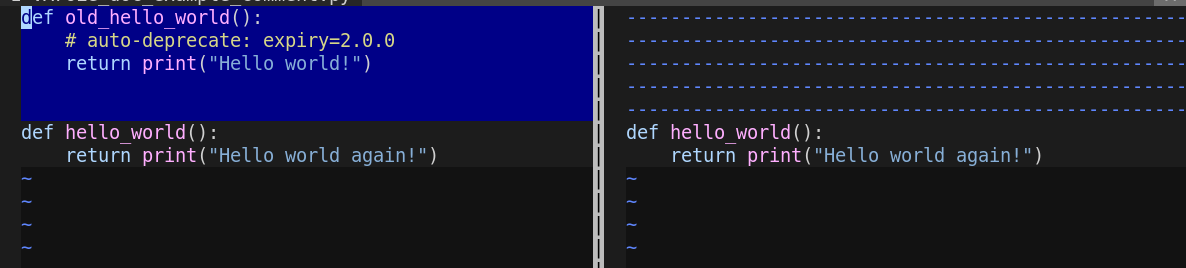 def old_hello_world():
    # auto-deprecate: expiry=2.0.0
    return print("Hello world!")
def hello_world():
    return print("Hello world again!")
~
~
~
~
def hello_world():
    return print("Hello world again!")
~
~
~
~